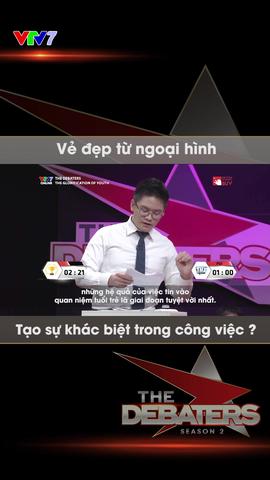 VTV7
Vẻ đẹp từ ngoại hình
VTV7 ONLINE
THE DEBATERS
THE GLORIFICATION OF YOUTH
02 : 21
01 : 00
những hệ quả của việc tin vào
quan niệm tuổi trẻ là giai đoạn tuyệt vời nhất.
Tạo sự khác biệt trong công việc ?
THE
DEBATERS
SEASON 2